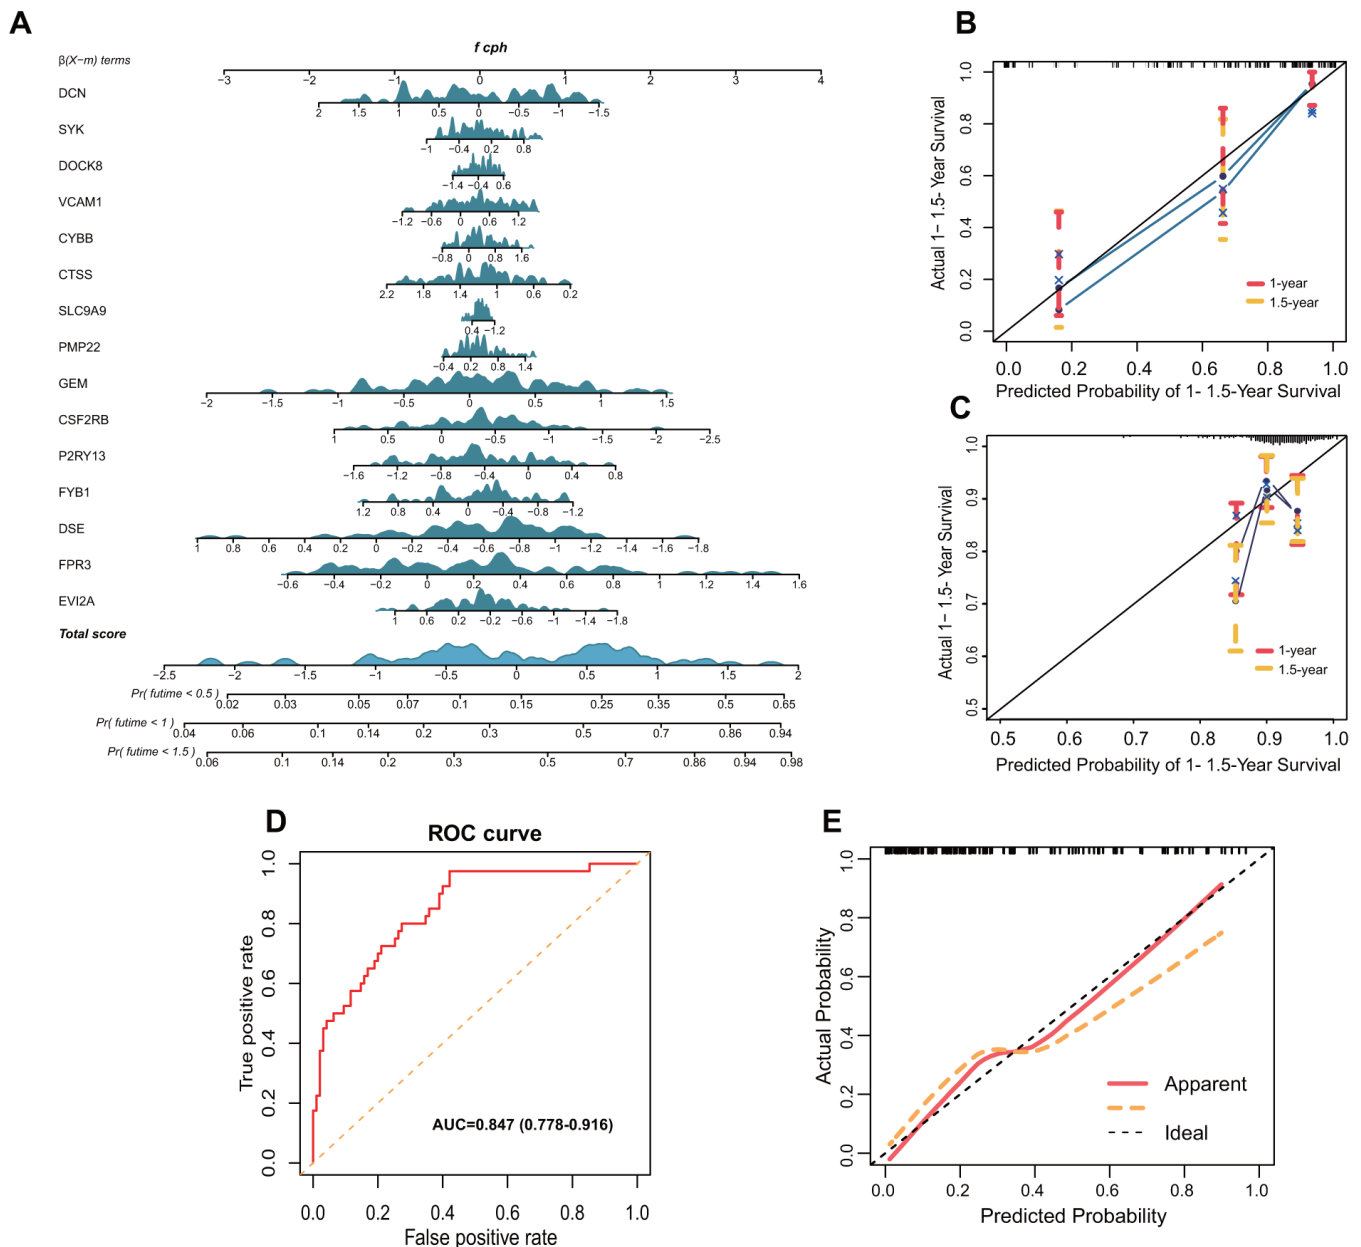 A
f cph
β(X−m) terms
−3 −2 −1 0 1 2 3 4
DCN
2 1.5 1 0.5 0 −0.5 −1 −1.5
SYK
−1 −0.4 0.2 0.8
DOCK8
−1.4 −0.4 0.6
VCAM1
−1.2 −0.6 0 0.6 1.2
CYBB
−0.8 0 0.8 1.6
CTSS
2.2 1.8 1.4 1 0.6 0.2
SLC9A9
0.4 −1.2
PMP22
−0.4 0.2 0.8 1.4
GEM
−2 −1.5 −1 −0.5 0 0.5 1 1.5
CSF2RB
1 0.5 0 −0.5 −1 −1.5 −2 −2.5
P2RY13
−1.6 −1.2 −0.8 −0.4 0 0.4 0.8
FYB1
1.2 0.8 0.4 0 −0.4 −0.8 −1.2
DSE
1 0.8 0.6 0.4 0.2 0 −0.2 −0.4 −0.6 −0.8 −1 −1.2 −1.4 −1.6 −1.8
FPR3
−0.6 −0.4 −0.2 0 0.2 0.4 0.6 0.8 1 1.2 1.4 1.6
EVI2A
1 0.6 0.2 −0.2 −0.6 −1 −1.4 −1.8
Total score
−2.5 −2 −1.5 −1 −0.5 0 0.5 1 1.5 2
Pr( futime < 0.5 )
0.02 0.03 0.05 0.07 0.1 0.15 0.25 0.35 0.5 0.65
Pr( futime < 1 )
0.04 0.06 0.1 0.14 0.2 0.3 0.5 0.7 0.86 0.94
Pr( futime < 1.5 )
0.06 0.1 0.14 0.2 0.3 0.5 0.7 0.86 0.94 0.98
B
Actual 1− 1.5- Year Survival
0.0 0.2 0.4 0.6 0.8 1.0
1-year
1.5-year
0.0 0.2 0.4 0.6 0.8 1.0
Predicted Probability of 1- 1.5-Year Survival
C
Actual 1− 1.5- Year Survival
0.5 0.6 0.7 0.8 0.9 1.0
1-year
1.5-year
0.5 0.6 0.7 0.8 0.9 1.0
Predicted Probability of 1- 1.5-Year Survival
D
ROC curve
True positive rate
0.0 0.2 0.4 0.6 0.8 1.0
AUC=0.847 (0.778-0.916)
0.0 0.2 0.4 0.6 0.8 1.0
False positive rate
E
Actual Probability
0.0 0.2 0.4 0.6 0.8 1.0
Apparent
Ideal
0.0 0.2 0.4 0.6 0.8 1.0
Predicted Probability